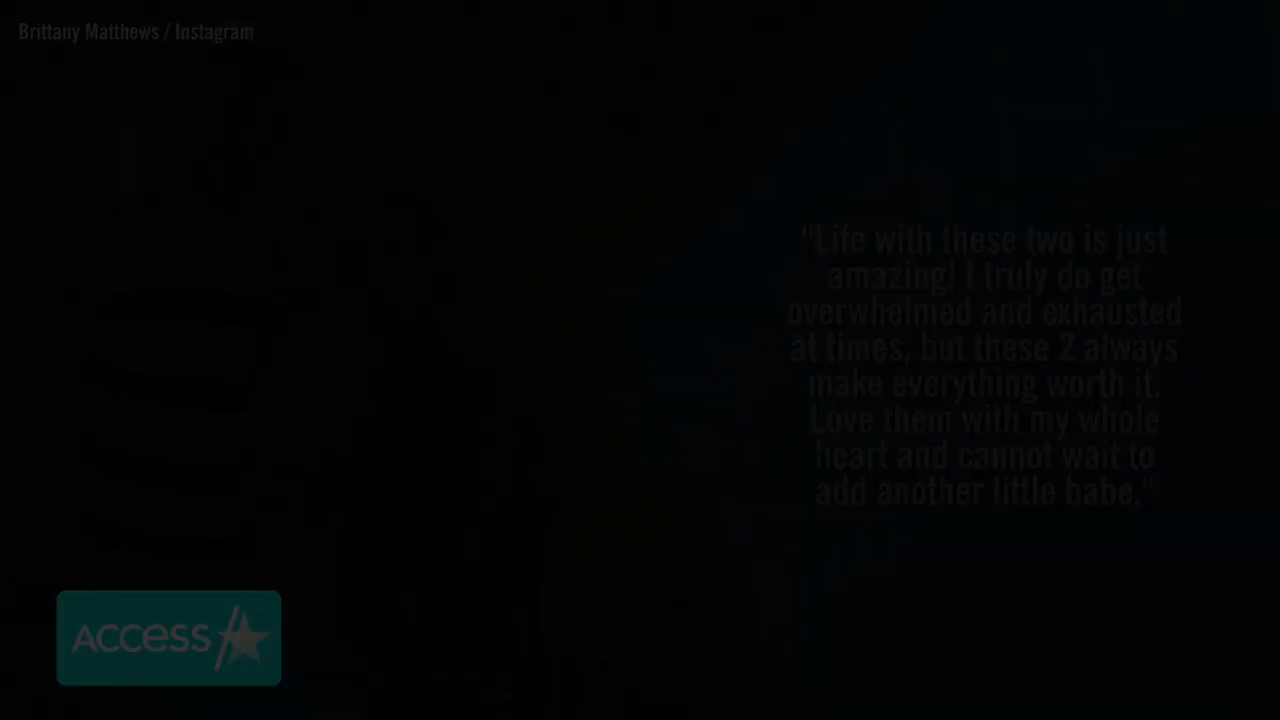 Brittany Matthews / Instagram
"Life with these two is just
amazing! I truly do get
overwhelmed and exhausted
at times, but these 2 always
make everything worth it.
Love them with my whole
heart and cannot wait to
add another little babe."
ACCESS